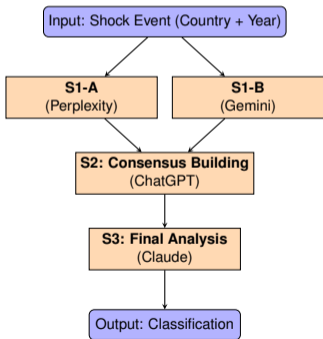 Input: Shock Event (Country + Year)
S1-A
(Perplexity)
S1-B
(Gemini)
S2: Consensus Building
(ChatGPT)
S3: Final Analysis
(Claude)
Output: Classification